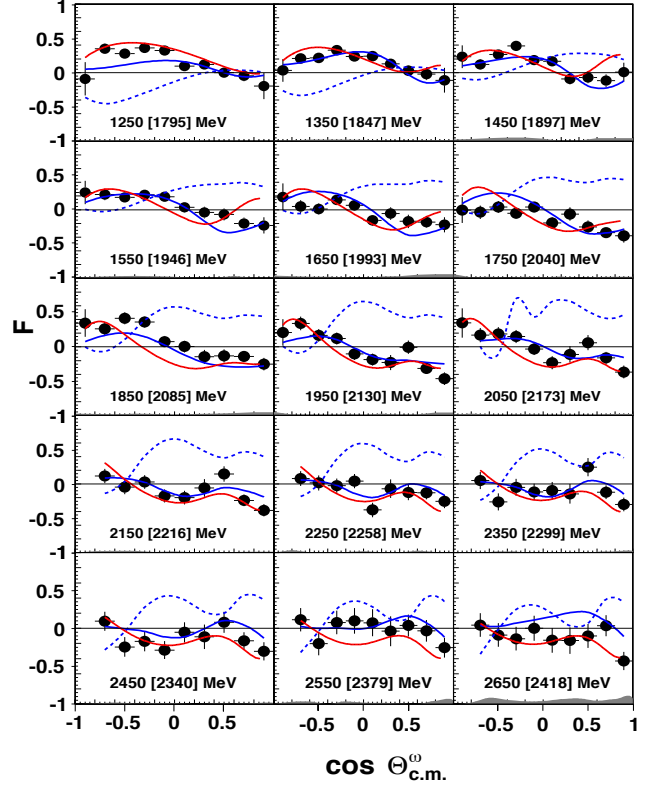 1
0.5
0
-0.5
-1
1250 [1795] MeV
1350 [1847] MeV
1450 [1897] MeV
0.5
0
-0.5
-1
1550 [1946] MeV
1650 [1993] MeV
1750 [2040] MeV
F
0.5
0
-0.5
-1
1850 [2085] MeV
1950 [2130] MeV
2050 [2173] MeV
0.5
0
-0.5
-1
2150 [2216] MeV
2250 [2258] MeV
2350 [2299] MeV
0.5
0
-0.5
-1
2450 [2340] MeV
2550 [2379] MeV
2650 [2418] MeV
-1 -0.5 0 0.5 -0.5 0 0.5 -0.5 0 0.5 1
cos Θ^ω_c.m.